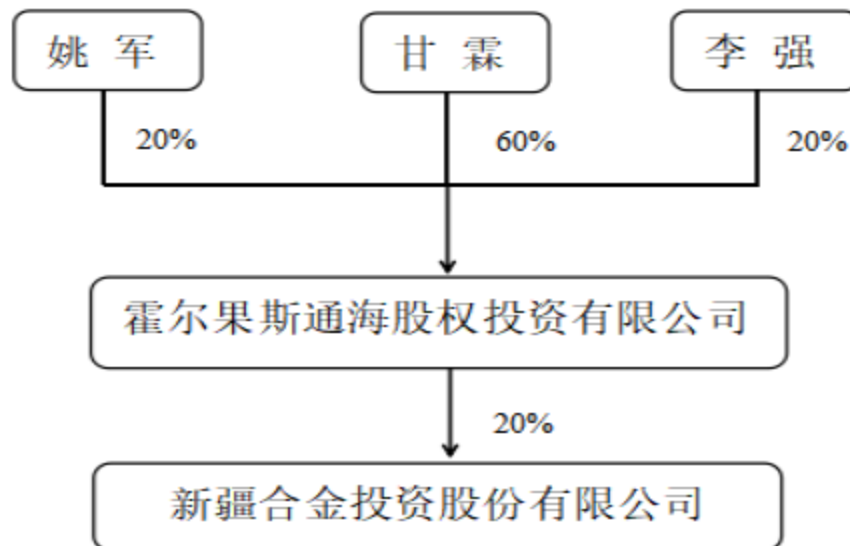 姚 军
甘 霖
李 强
20%
60%
20%
霍尔果斯通海股权投资有限公司
20%
新疆合金投资股份有限公司